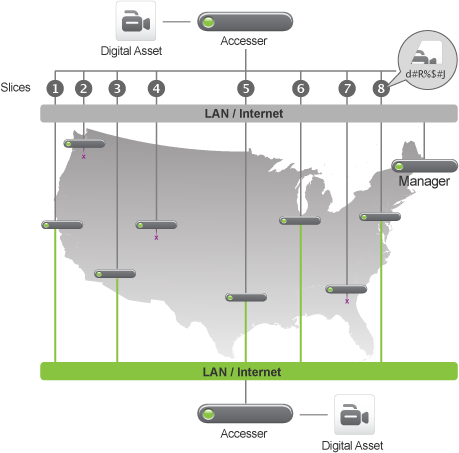 Digital Asset
Accesser
d#R%$#J
Slices
1 2 3 4 5 6 7 8
LAN / Internet
Manager
x
x
x
LAN / Internet
Accesser
Digital Asset